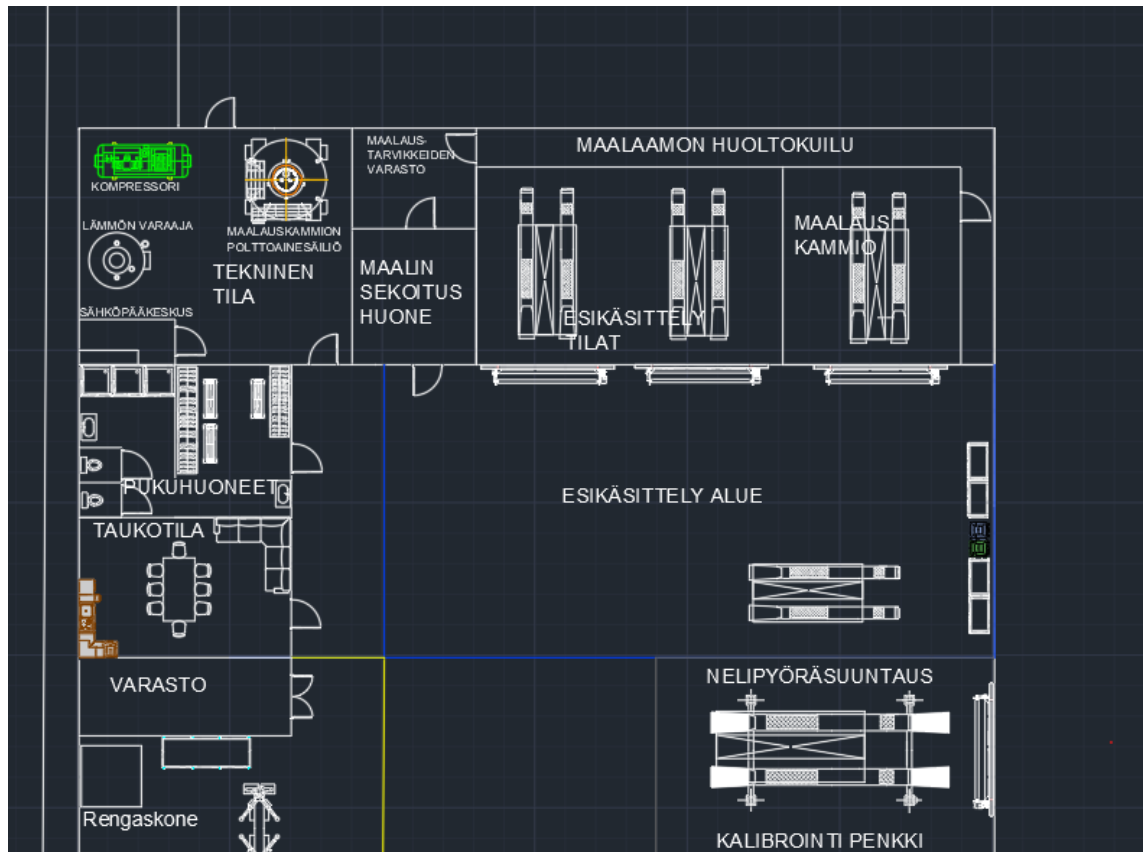 MAALAUS-
TARVIKKEIDEN
VARASTO
MAALAAMON HUOLTOKUILU
KOMPRESSORI
LÄMMÖN VARAAJA
MAALAUSKAMMION
POLTTOAINESÄILIÖ
TEKNINEN
TILA
MAALIN
SEKOITUS
HUONE
MAALAUS
KAMMIO
SÄHKÖPÄÄKESKUS
ESIKÄSITTELY
TILAT
PUKUHUONEET
ESIKÄSITTELY ALUE
TAUKOTILA
VARASTO
NELIPYÖRÄSUUNTAUS
Rengaskone
KALIBROINTI PENKKI